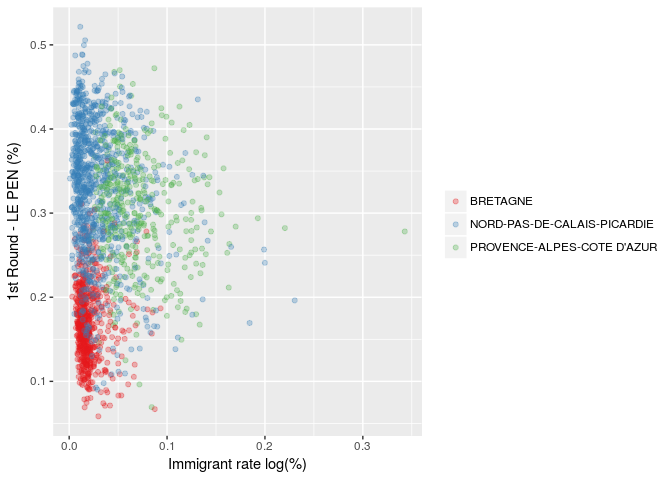 0.5
0.4
0.3
0.2
0.1
1st Round - LE PEN (%)
0.0 0.1 0.2 0.3
Immigrant rate log(%)
BRETAGNE
NORD-PAS-DE-CALAIS-PICARDIE
PROVENCE-ALPES-COTE D'AZUR